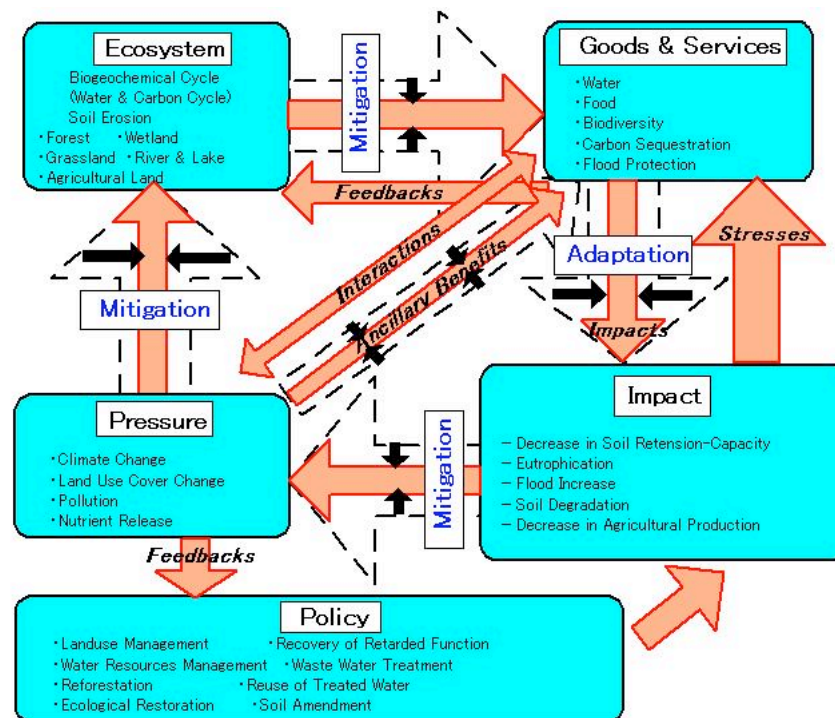 Ecosystem
Biogeochemical Cycle
(Water & Carbon Cycle)
Soil Erosion
・Forest ・Wetland
・Grassland ・River & Lake
・Agricultural Land
Mitigation
Goods & Services
・Water
・Food
・Biodiversity
・Carbon Sequestration
・Flood Protection
Feedbacks
Interactions
Ancillary Benefits
Adaptation
Stresses
Impacts
Mitigation
Pressure
・Climate Change
・Land Use Cover Change
・Pollution
・Nutrient Release
Mitigation
Impact
− Decrease in Soil Retension-Capacity
− Eutrophication
− Flood Increase
− Soil Degradation
− Decrease in Agricultural Production
Feedbacks
Policy
・Landuse Management ・Recovery of Retarded Function
・Water Resources Management ・Waste Water Treatment
・Reforestation ・Reuse of Treated Water
・Ecological Restoration ・Soil Amendment